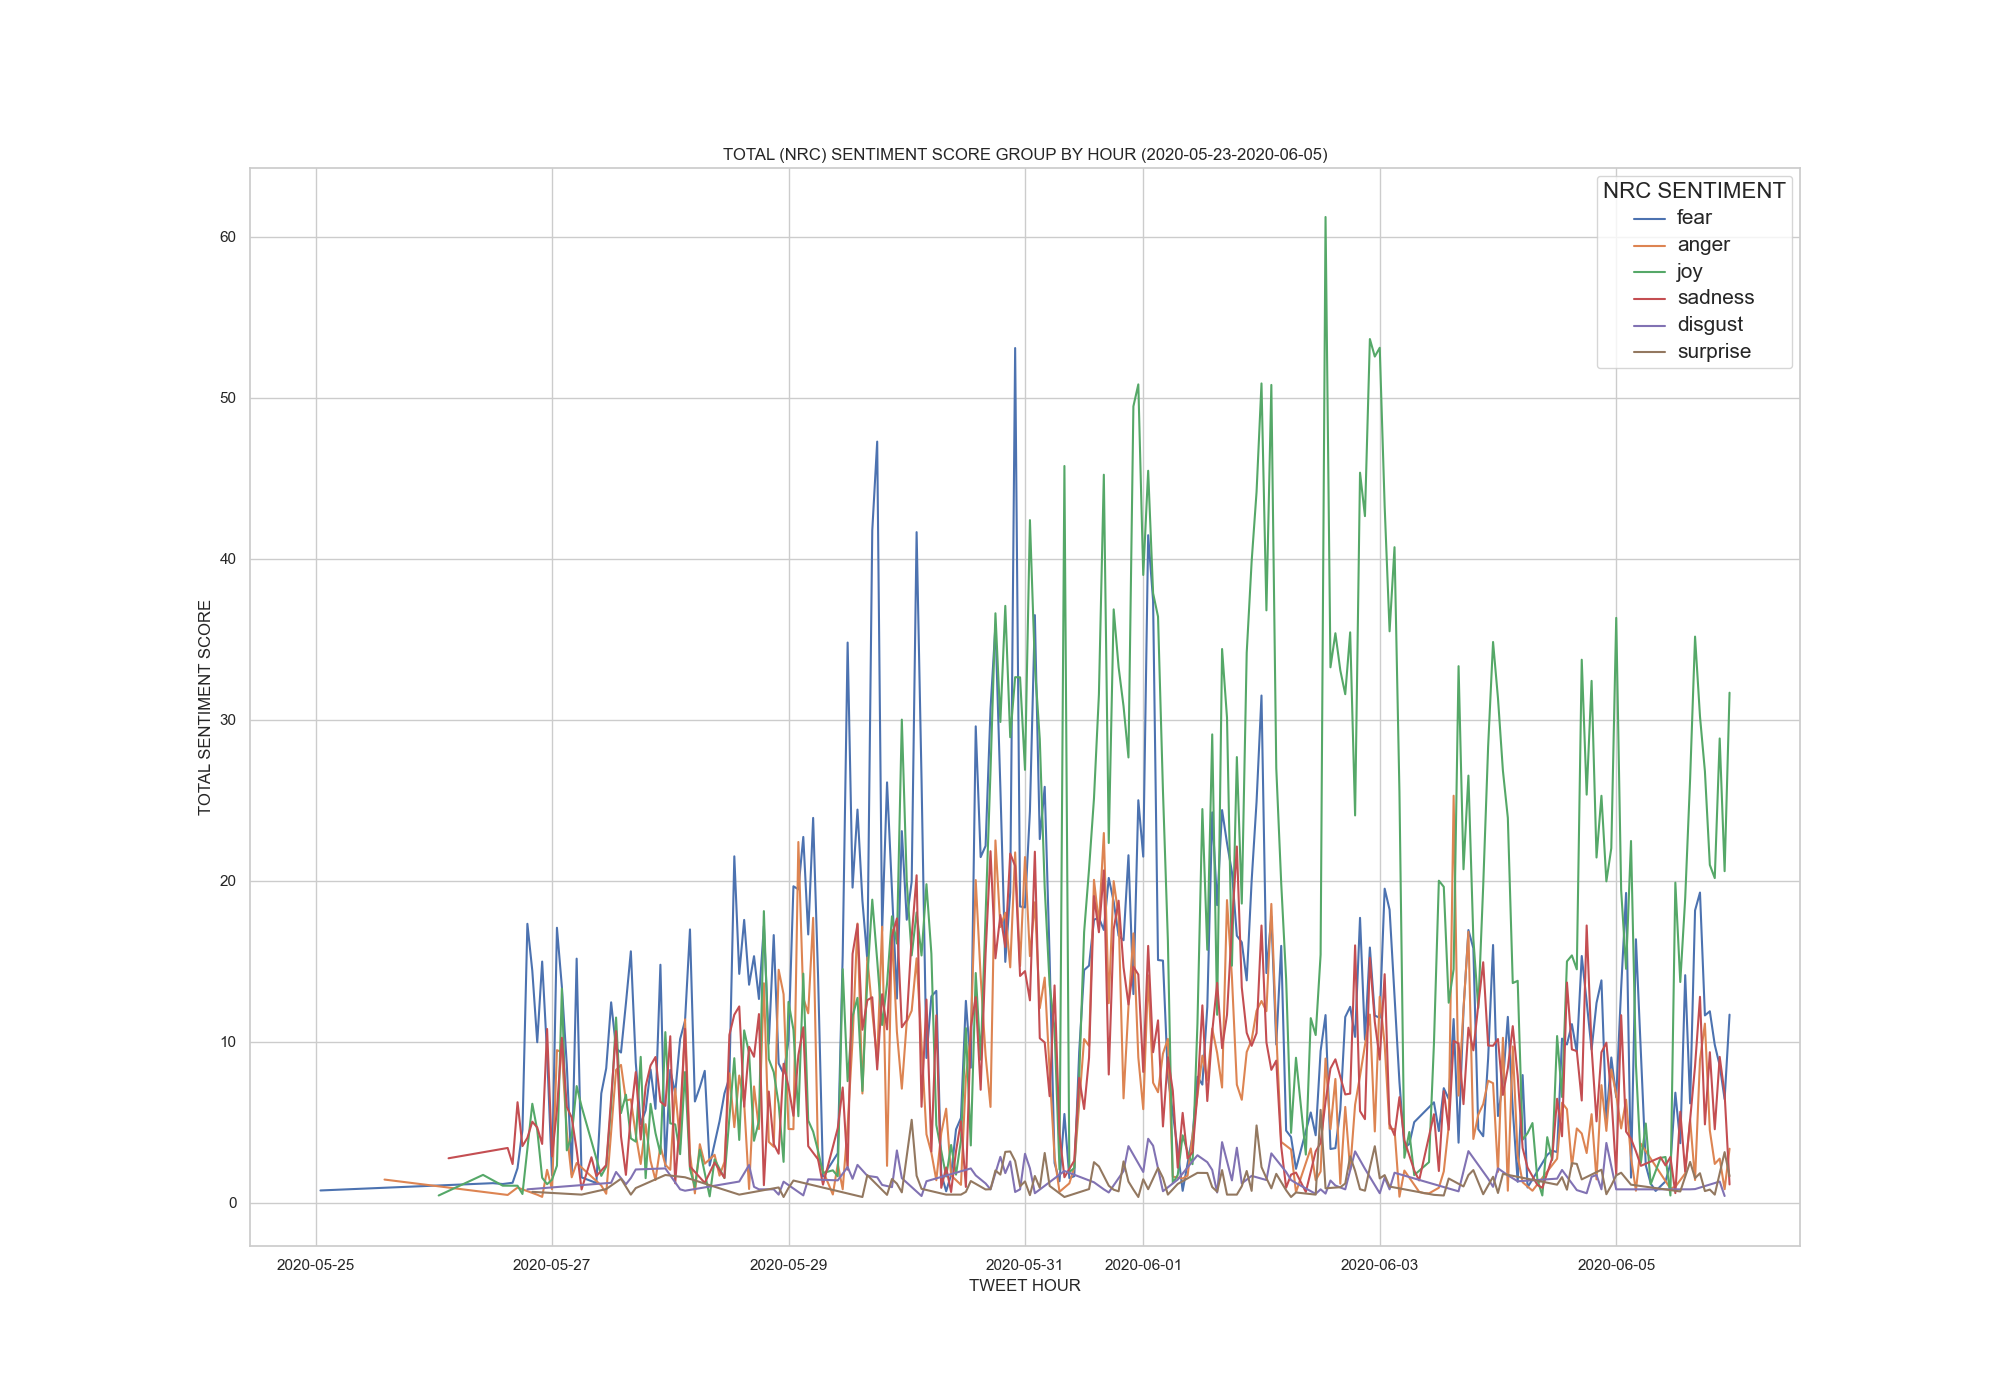 TOTAL (NRC) SENTIMENT SCORE GROUP BY HOUR (2020-05-23-2020-06-05)
NRC SENTIMENT
fear
anger
joy
sadness
disgust
surprise
60
50
40
30
20
10
0
TOTAL SENTIMENT SCORE
2020-05-25
2020-05-27
2020-05-29
2020-05-31
2020-06-01
2020-06-03
2020-06-05
TWEET HOUR